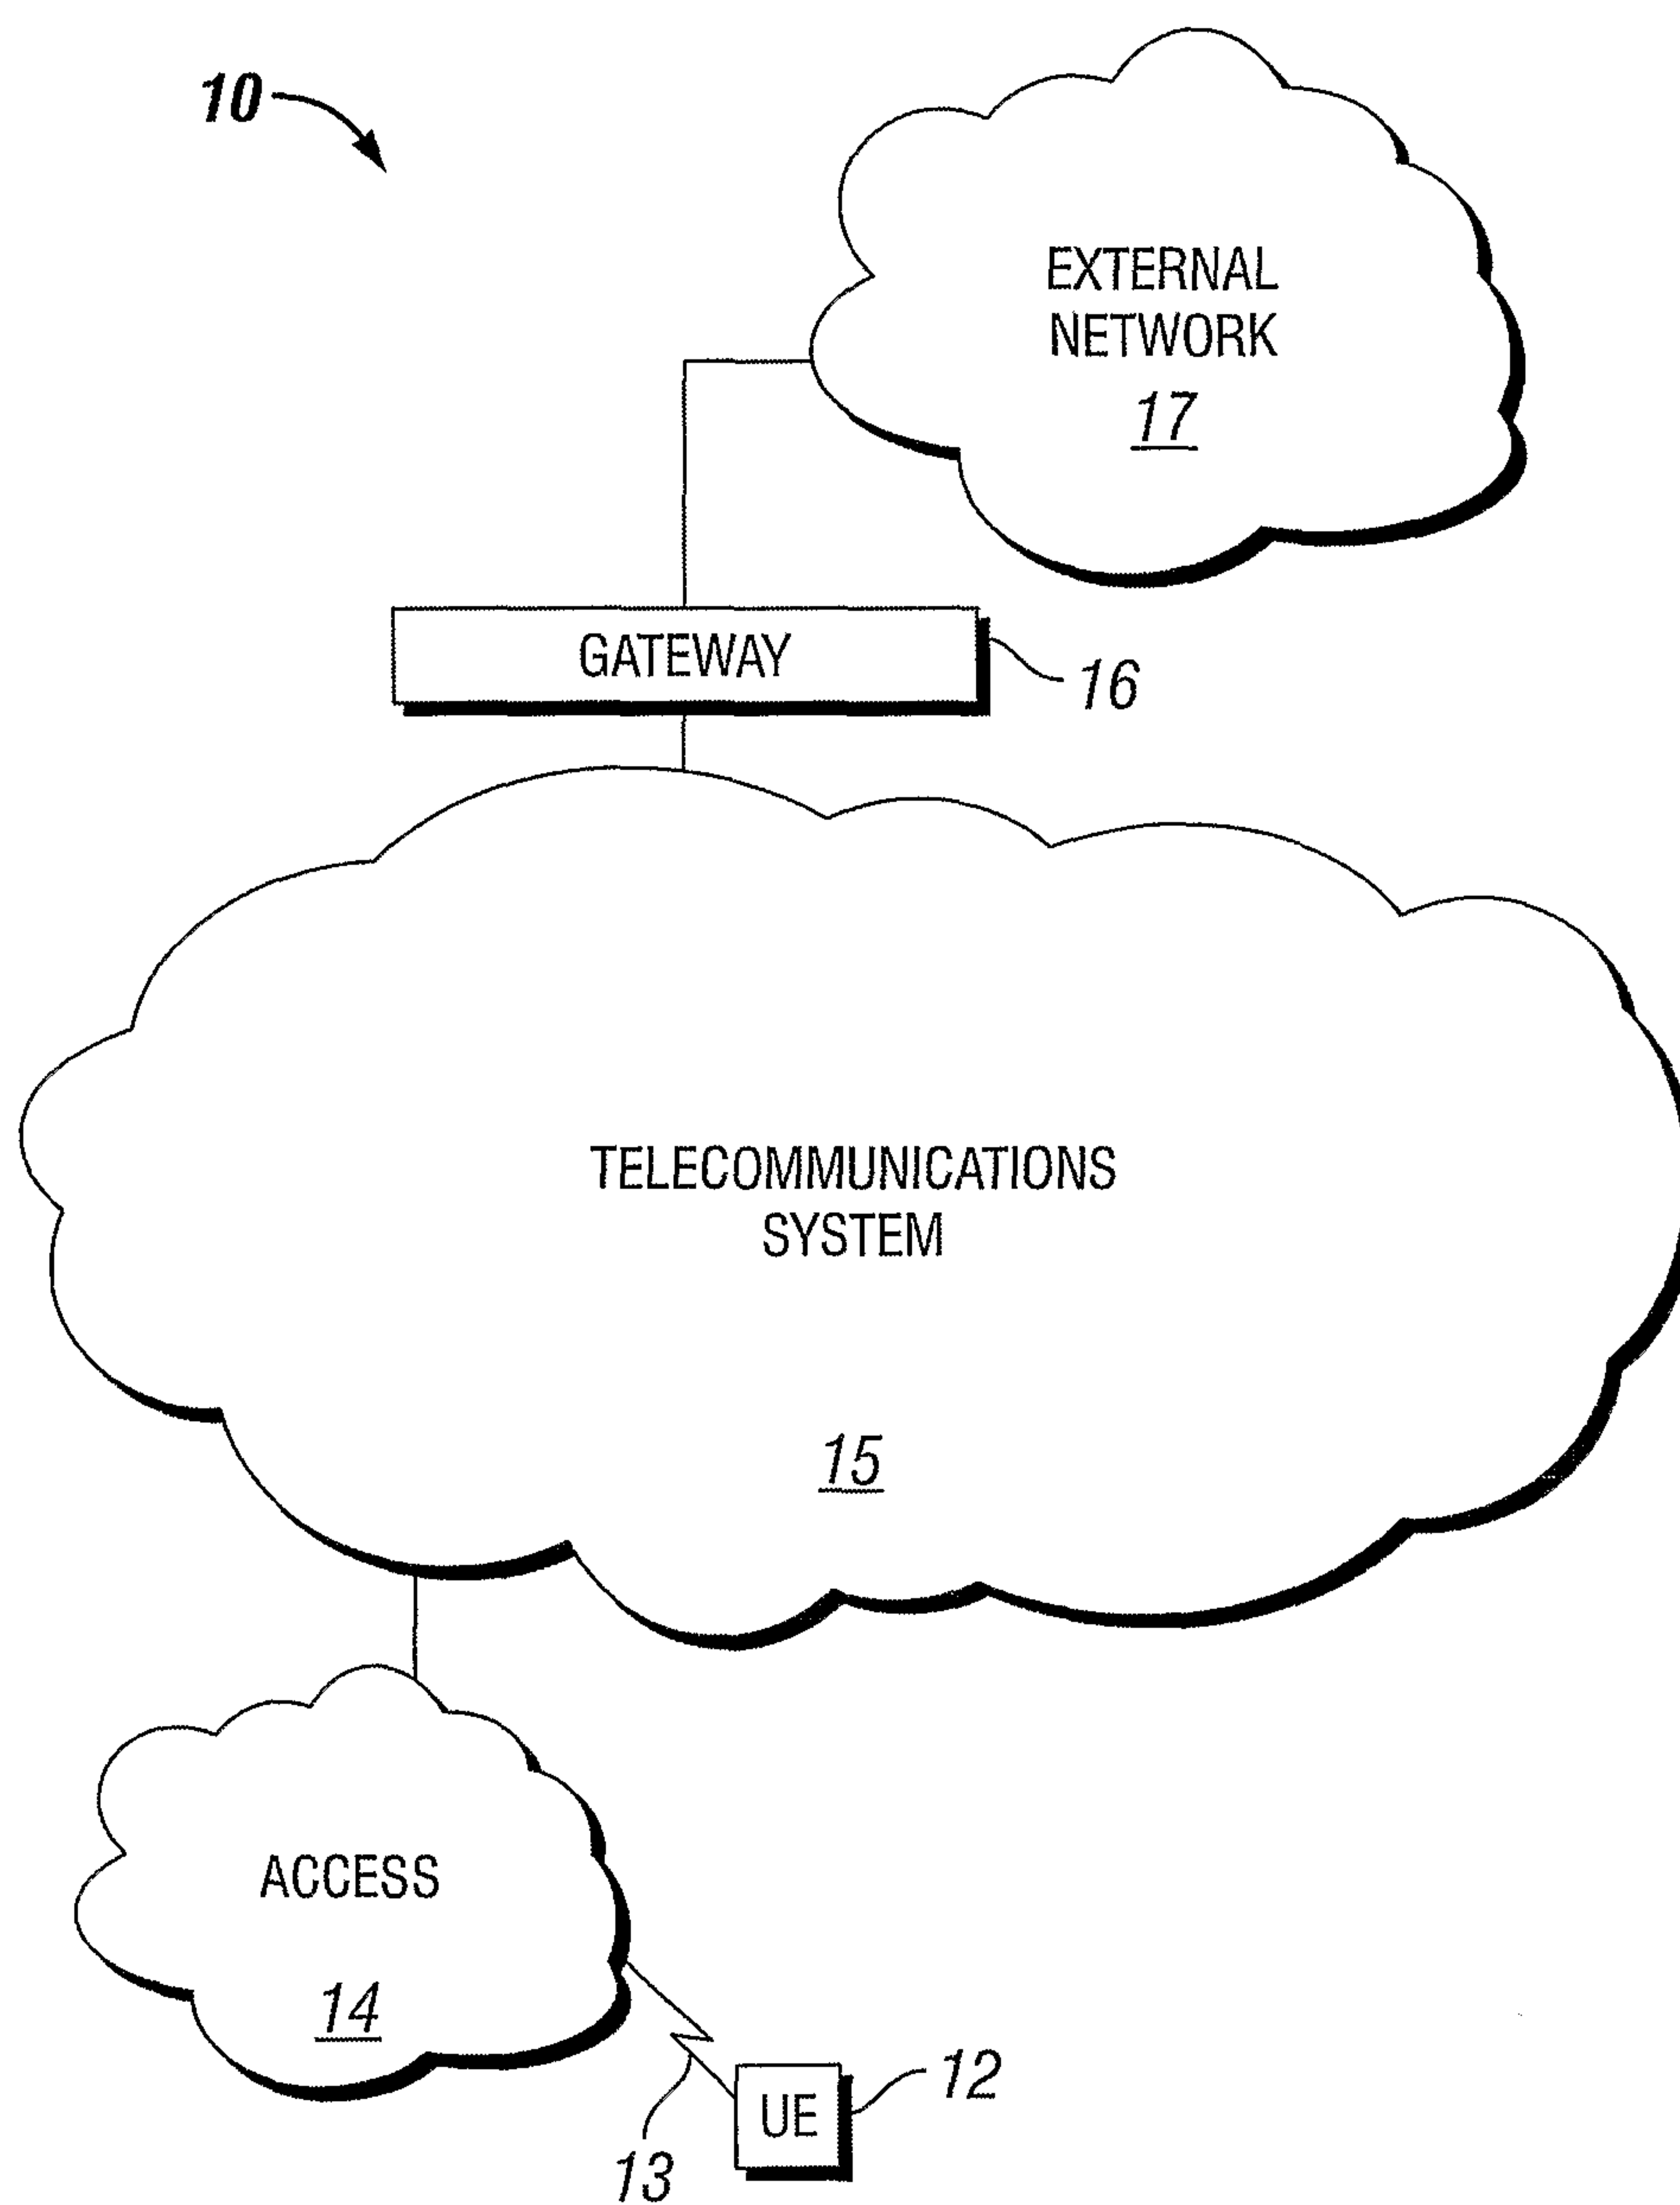 10
EXTERNAL
NETWORK
17
GATEWAY
16
TELECOMMUNICATIONS
SYSTEM
15
ACCESS
14
12
UE
13